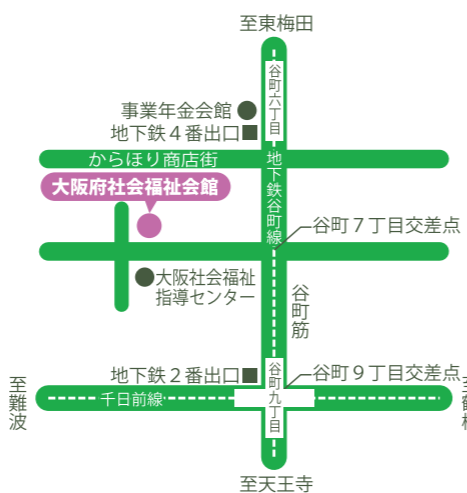 至東梅田
谷町六丁目
事業年金会館
地下鉄４番出口
からほり商店街
地下鉄谷町線
大阪府社会福祉会館
谷町７丁目交差点
大阪社会福祉
指導センター
谷町筋
地下鉄２番出口
谷町９丁目交差点
谷町九丁目
至難波
千日前線
至天王寺